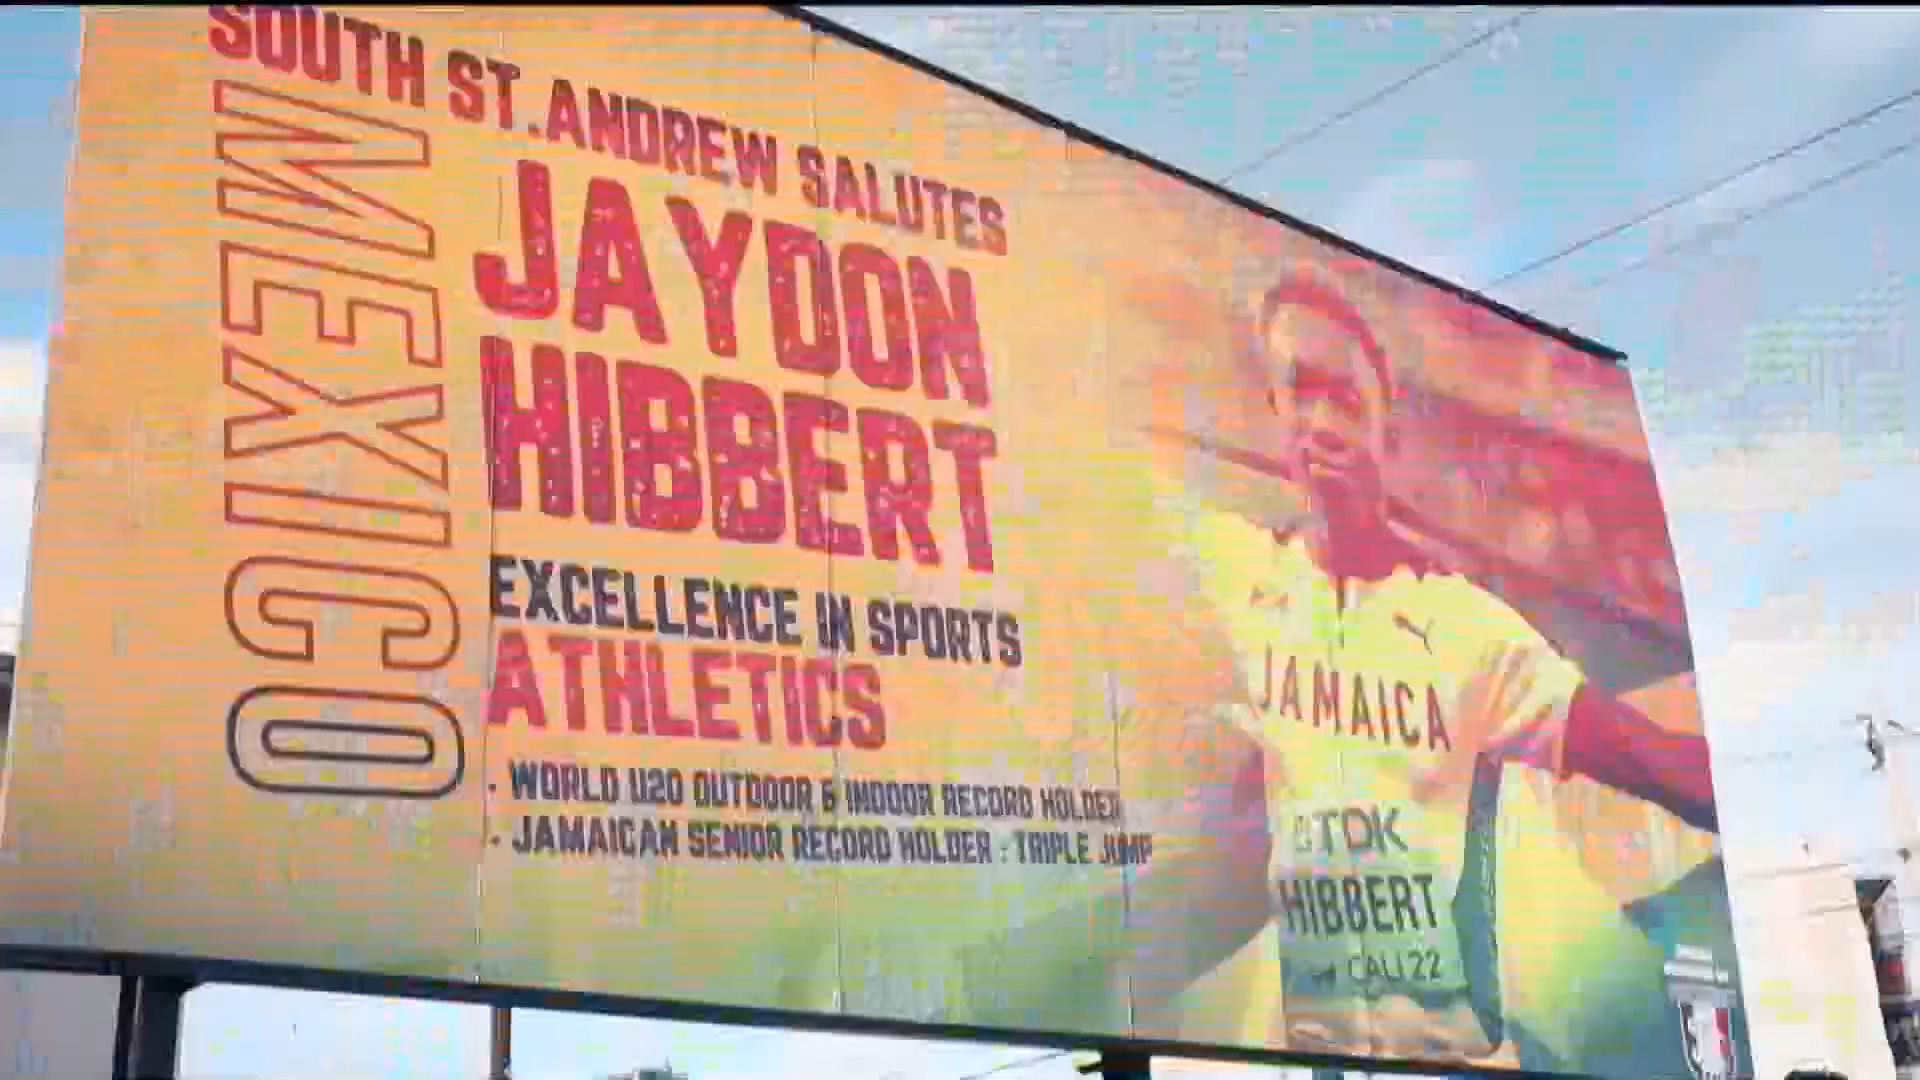 SOUTH ST. ANDREW SALUTES
MEXICO
JAYDON
HIBBERT
EXCELLENCE IN SPORTS
ATHLETICS
- WORLD U20 OUTDOOR & INDOOR RECORD HOLDER
- JAMAICAN SENIOR RECORD HOLDER : TRIPLE JUMP
JAMAICA
TDK
HIBBERT
CALI 22